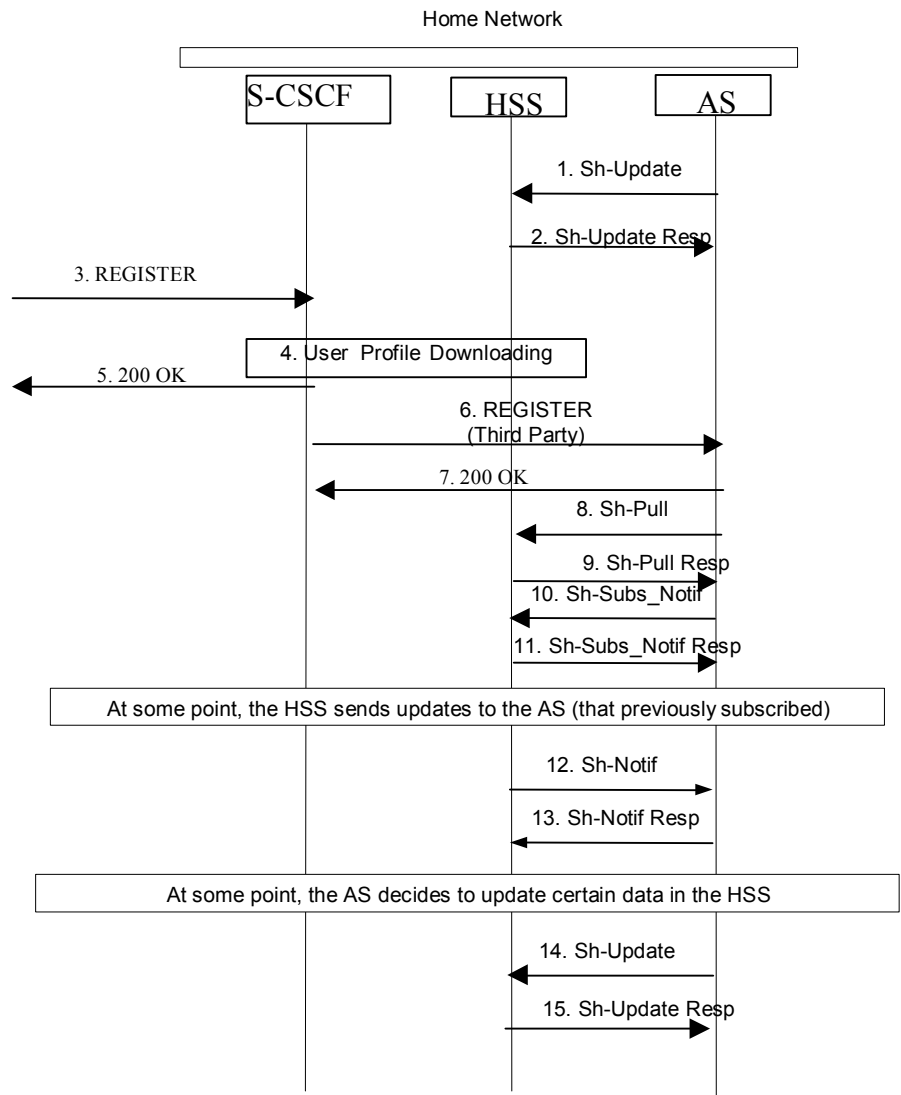 Home Network
S-CSCF
HSS
AS
1. Sh-Update
2. Sh-Update Resp
3. REGISTER
4. User Profile Downloading
5. 200 OK
6. REGISTER
(Third Party)
7. 200 OK
8. Sh-Pull
9. Sh-Pull Resp
10. Sh-Subs_Notif
11. Sh-Subs_Notif Resp
At some point, the HSS sends updates to the AS (that previously subscribed)
12. Sh-Notif
13. Sh-Notif Resp
At some point, the AS decides to update certain data in the HSS
14. Sh-Update
15. Sh-Update Resp